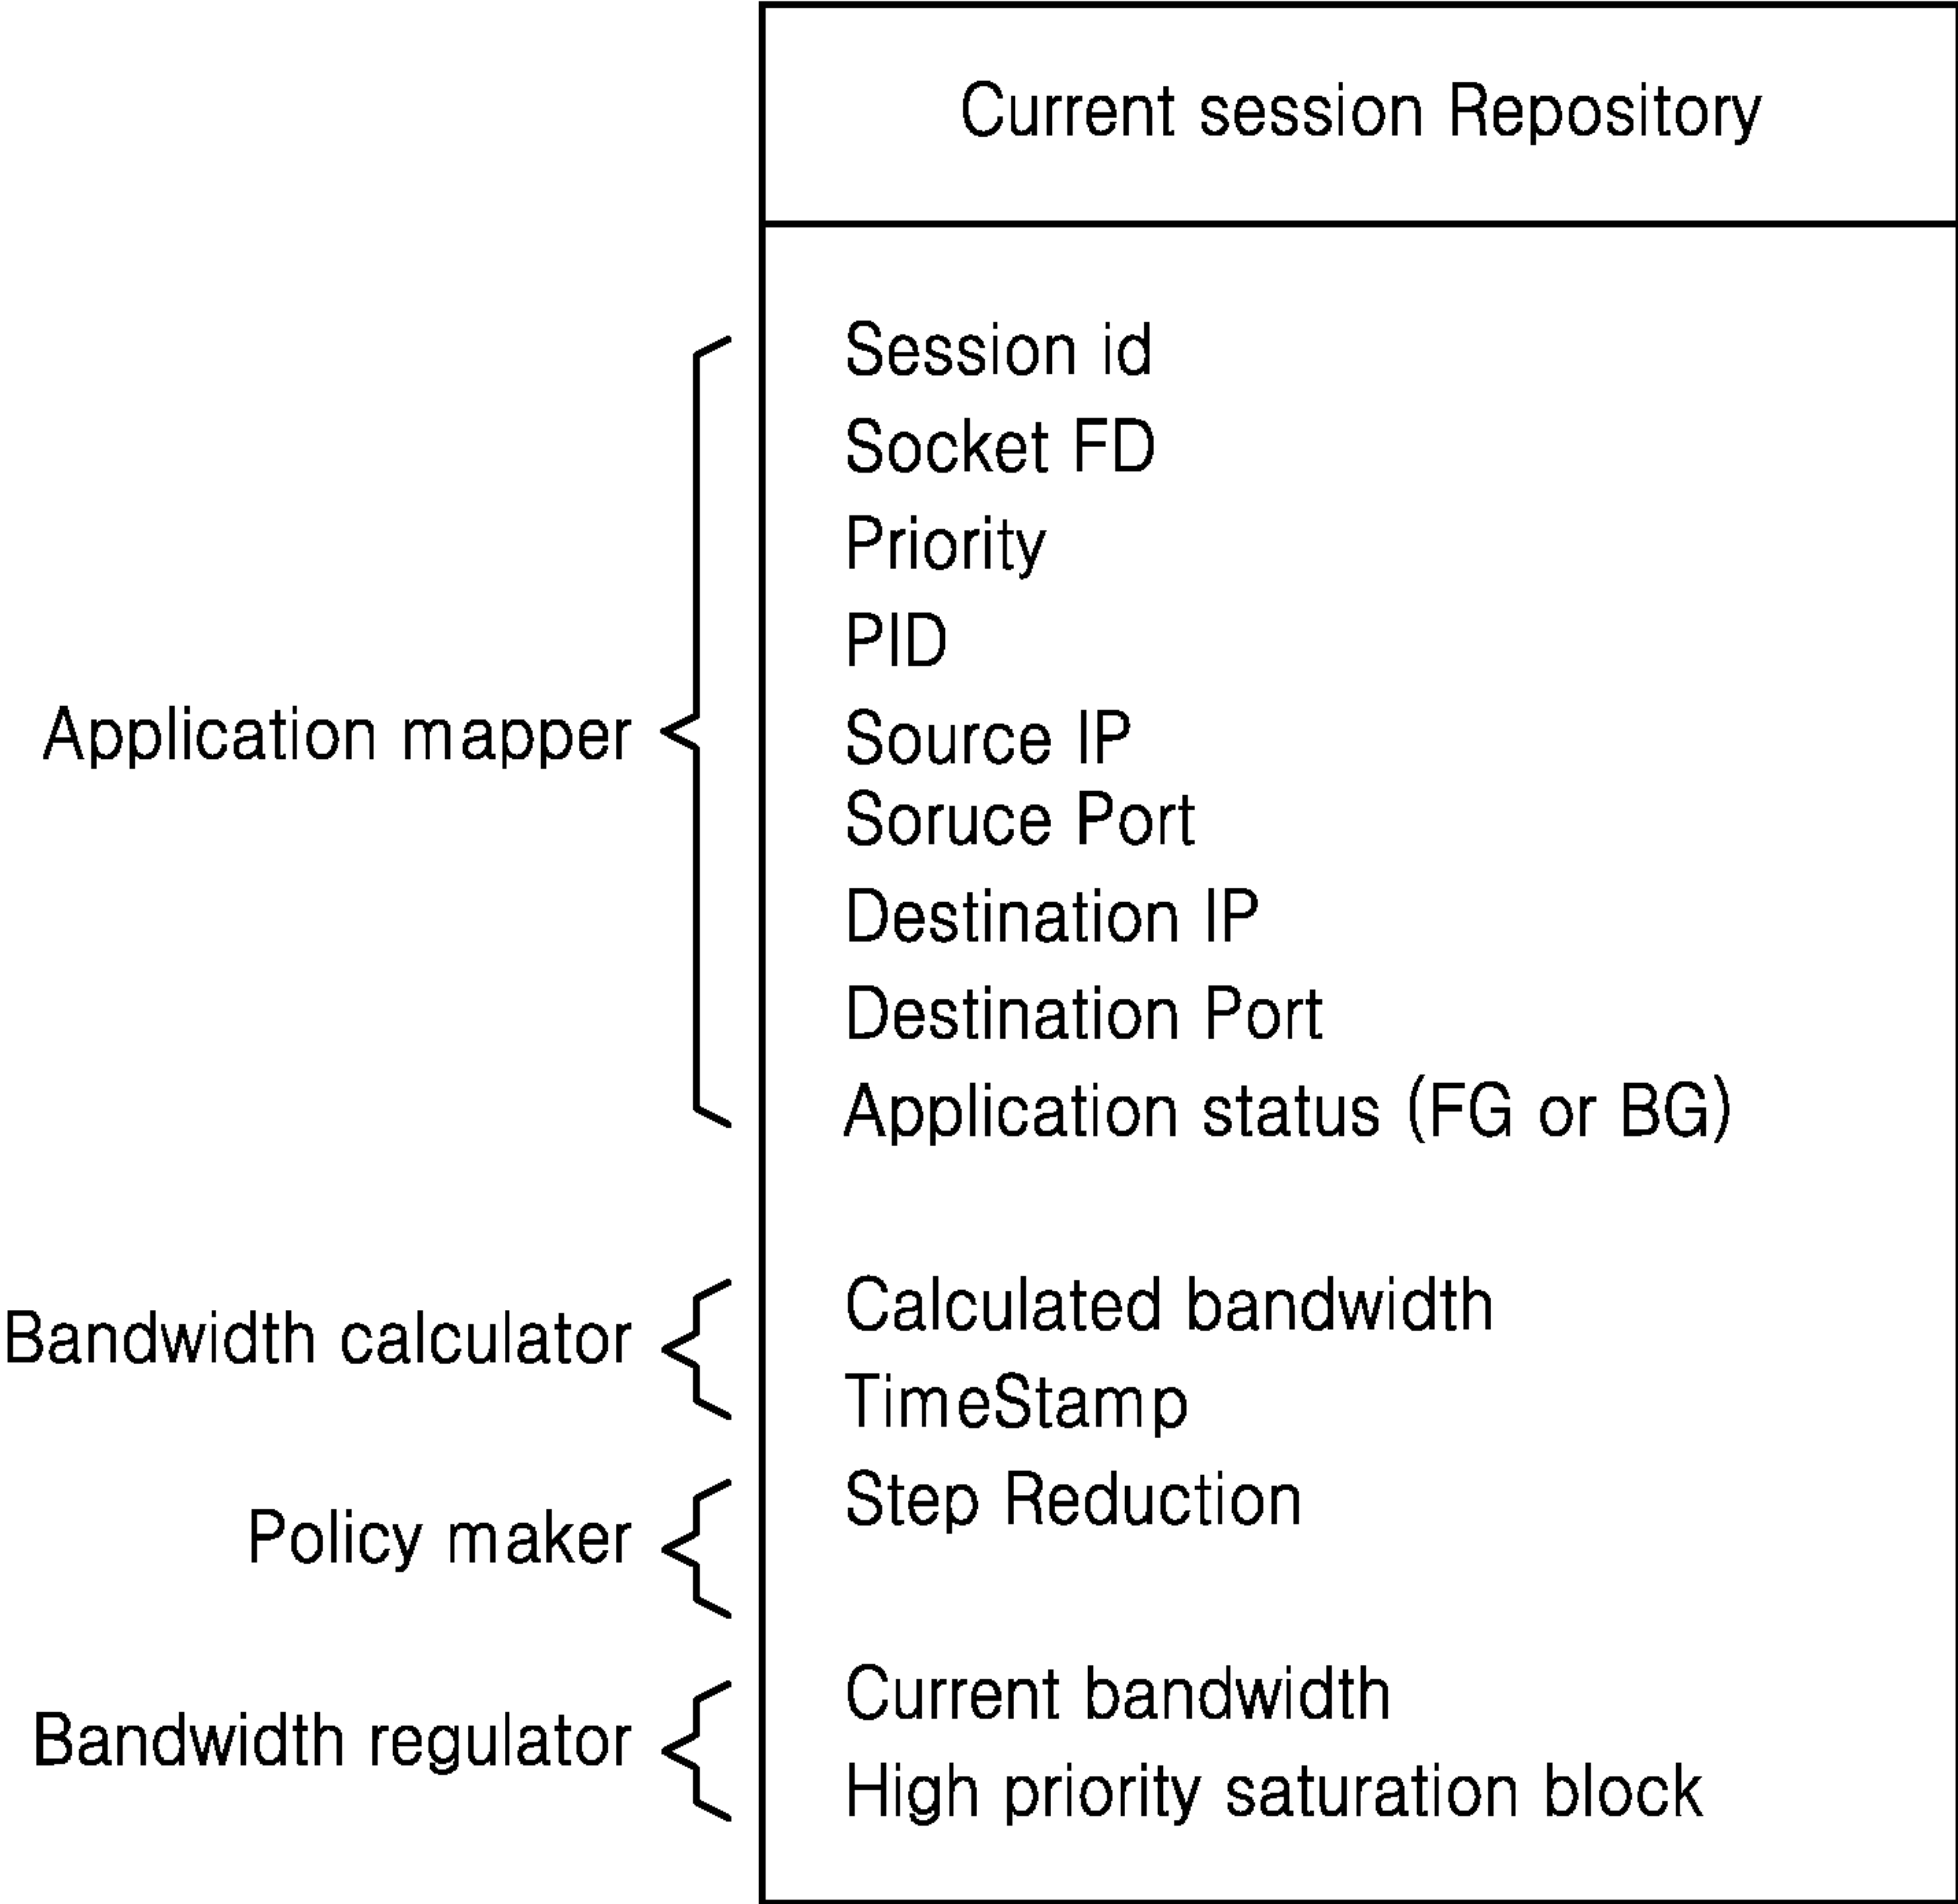 Current session Repository
Session id
Socket FD
Priority
PID
Application mapper
Source IP
Soruce Port
Destination IP
Destination Port
Application status (FG or BG)
Bandwidth calculator
Calculated bandwidth
TimeStamp
Policy maker
Step Reduction
Bandwidth regulator
Current bandwidth
High priority saturation block